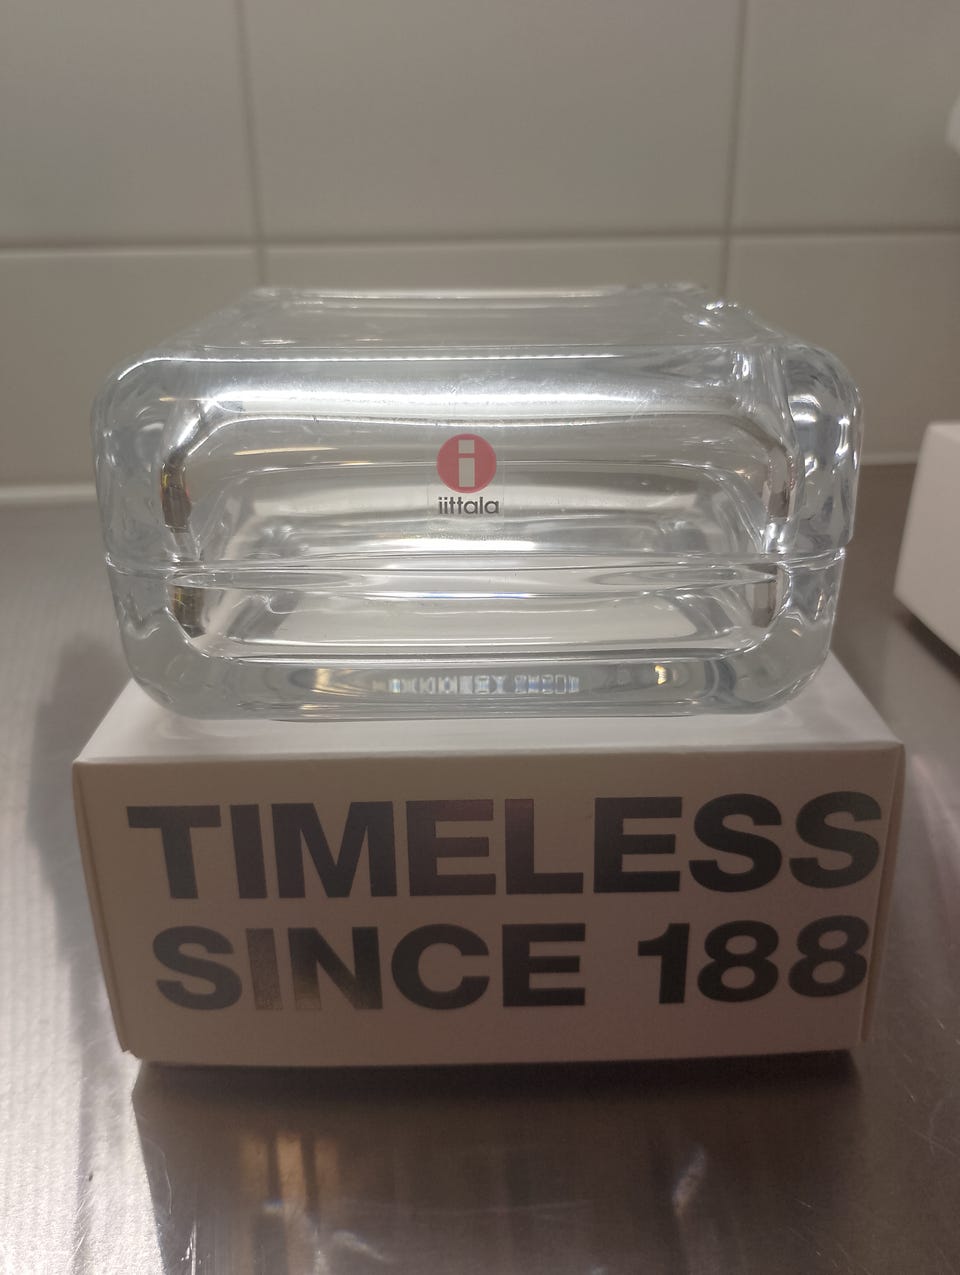 i
iittala
TIMELESS
SINCE 188